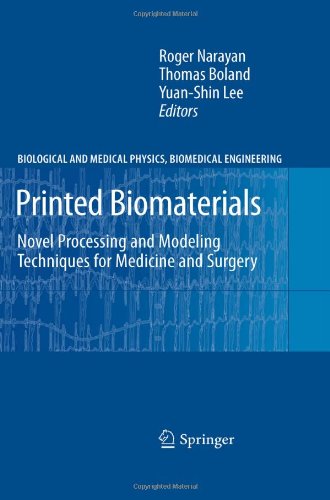 Roger Narayan
Thomas Boland
Yuan-Shin Lee
Editors
BIOLOGICAL AND MEDICAL PHYSICS, BIOMEDICAL ENGINEERING
Printed Biomaterials
Novel Processing and Modeling
Techniques for Medicine and Surgery
Springer